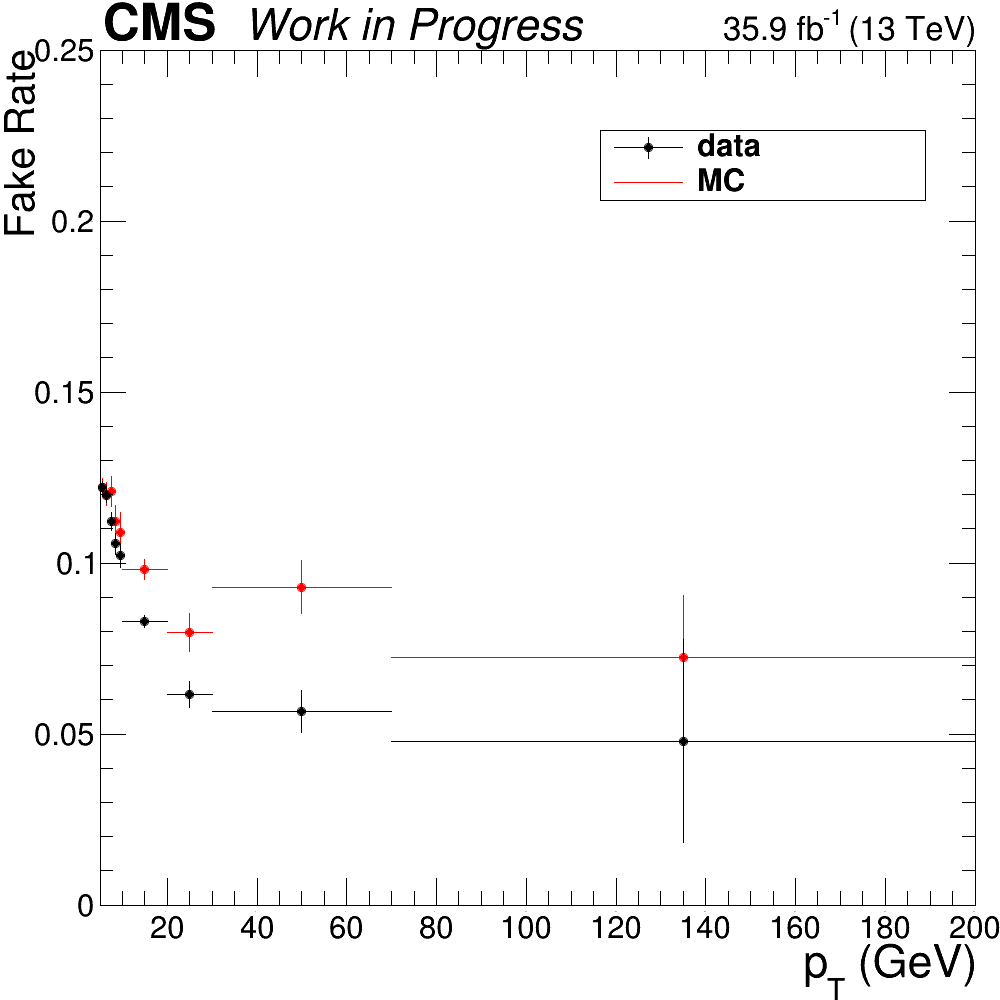 CMS Work in Progress 35.9 fb-1 (13 TeV)
Fake Rate
0.25
data
MC
0.2
0.15
0.1
0.05
0
20 40 60 80 100 120 140 160 180 200
pT (GeV)